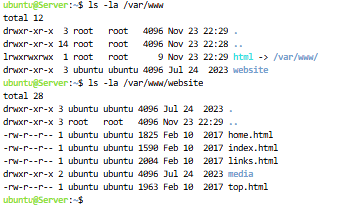 ubuntu@Server:~$ ls -la /var/www
total 12
drwxr-xr-x  3 root   root   4096 Nov 23 22:29 .
drwxr-xr-x 14 root   root   4096 Nov 23 22:28 ..
lrwxrwxrwx  1 root   root      9 Nov 23 22:29 html -> /var/www/
drwxr-xr-x  3 ubuntu ubuntu 4096 Jul 24  2023 website
ubuntu@Server:~$ ls -la /var/www/website
total 28
drwxr-xr-x 3 ubuntu ubuntu 4096 Jul 24  2023 .
drwxr-xr-x 3 root   root   4096 Nov 23 22:29 ..
-rw-r--r-- 1 ubuntu ubuntu 1825 Feb 10  2017 home.html
-rw-r--r-- 1 ubuntu ubuntu 1590 Feb 10  2017 index.html
-rw-r--r-- 1 ubuntu ubuntu 2004 Feb 10  2017 links.html
drwxr-xr-x 2 ubuntu ubuntu 4096 Jul 24  2023 media
-rw-r--r-- 1 ubuntu ubuntu 1963 Feb 10  2017 top.html
ubuntu@Server:~$